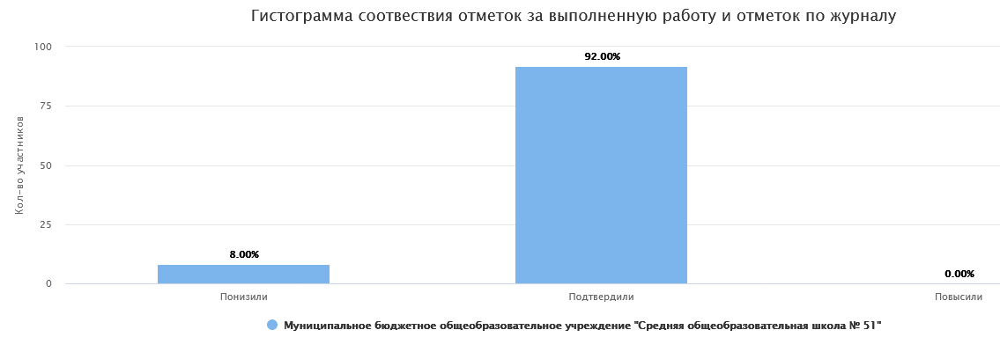 Гистограмма соотвествия отметок за выполненную работу и отметок по журналу
100
92.00%
75
Кол-во участников
50
25
8.00%
0.00%
0
Понизили Подтвердили Повысили
Муниципальное бюджетное общеобразовательное учреждение "Средняя общеобразовательная школа № 51"